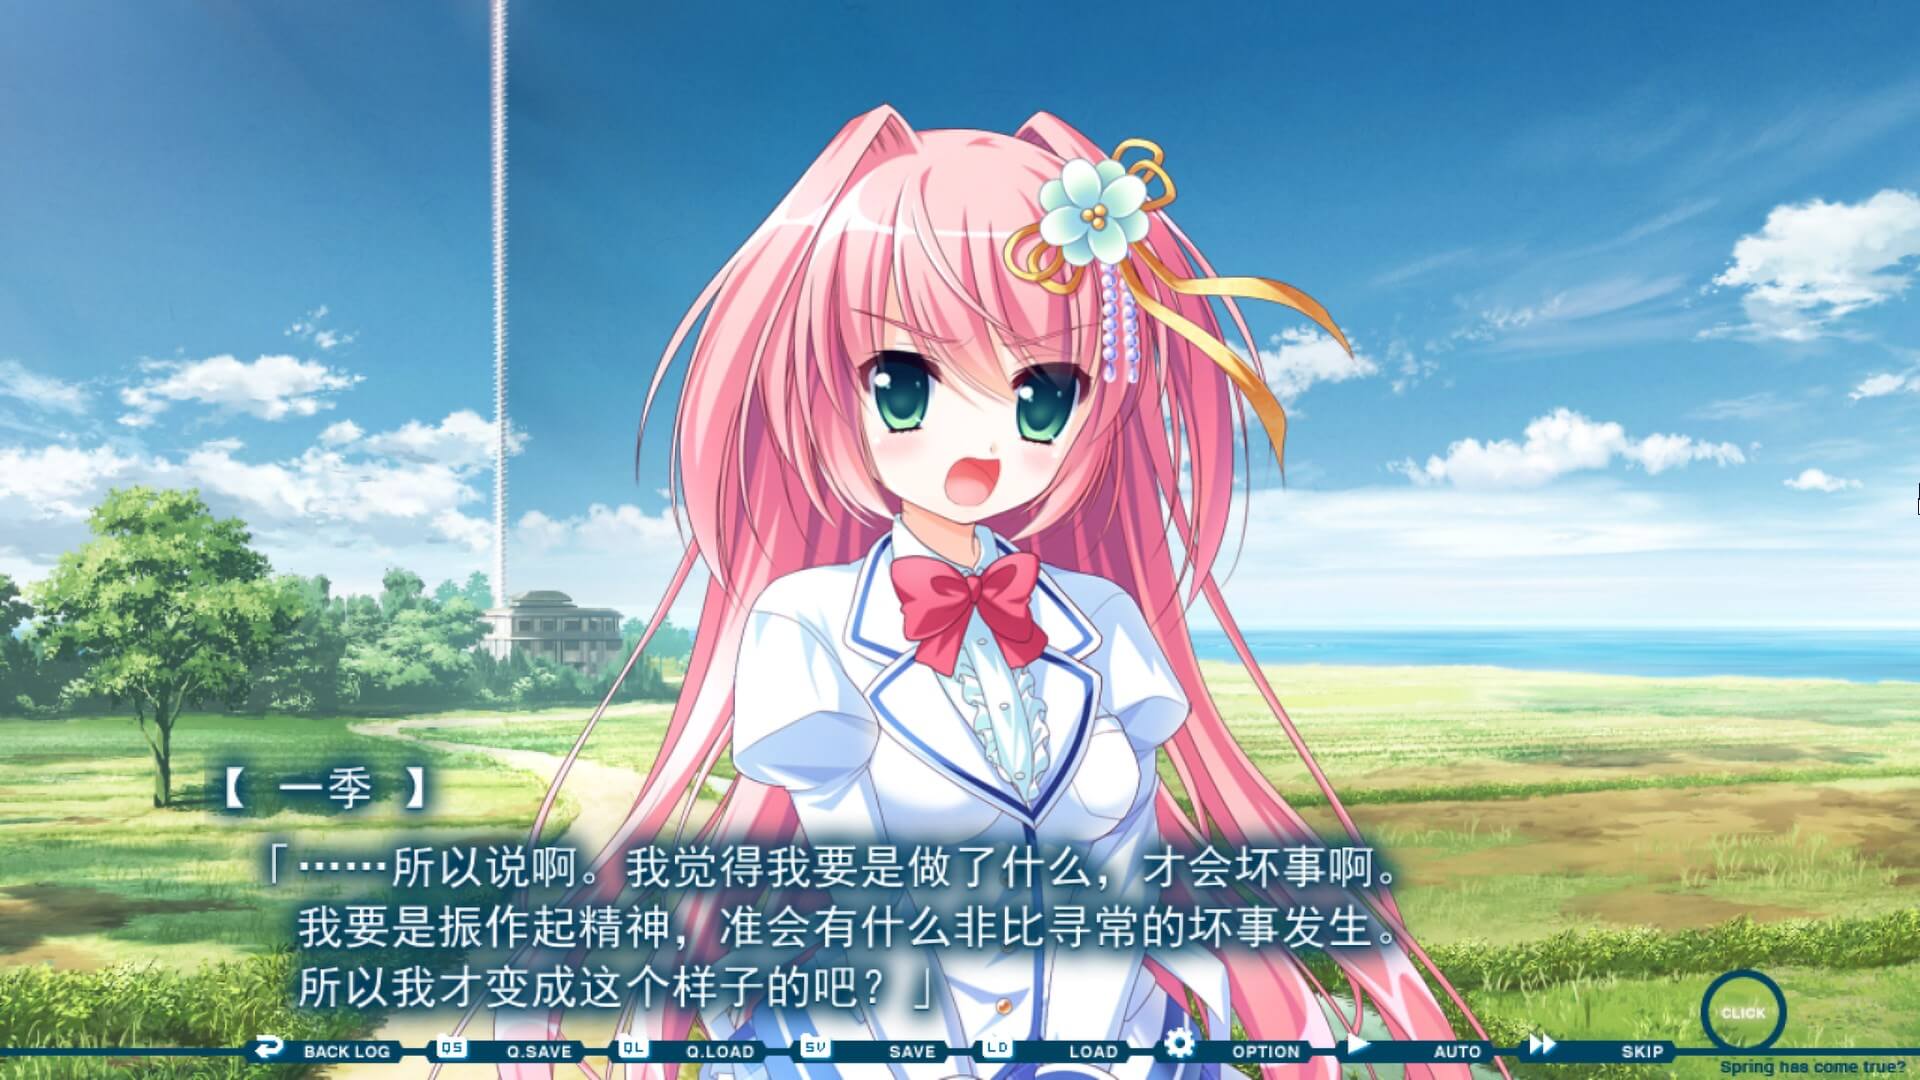 【 一季 】
「……所以说啊。我觉得我要是做了什么，才会坏事啊。
我要是振作起精神，准会有什么非比寻常的坏事发生。
所以我才变成这个样子的吧？」
CLICK
BACK LOG QS Q.SAVE QL Q.LOAD SV SAVE LD LOAD OPTION AUTO SKIP
Spring has come true?